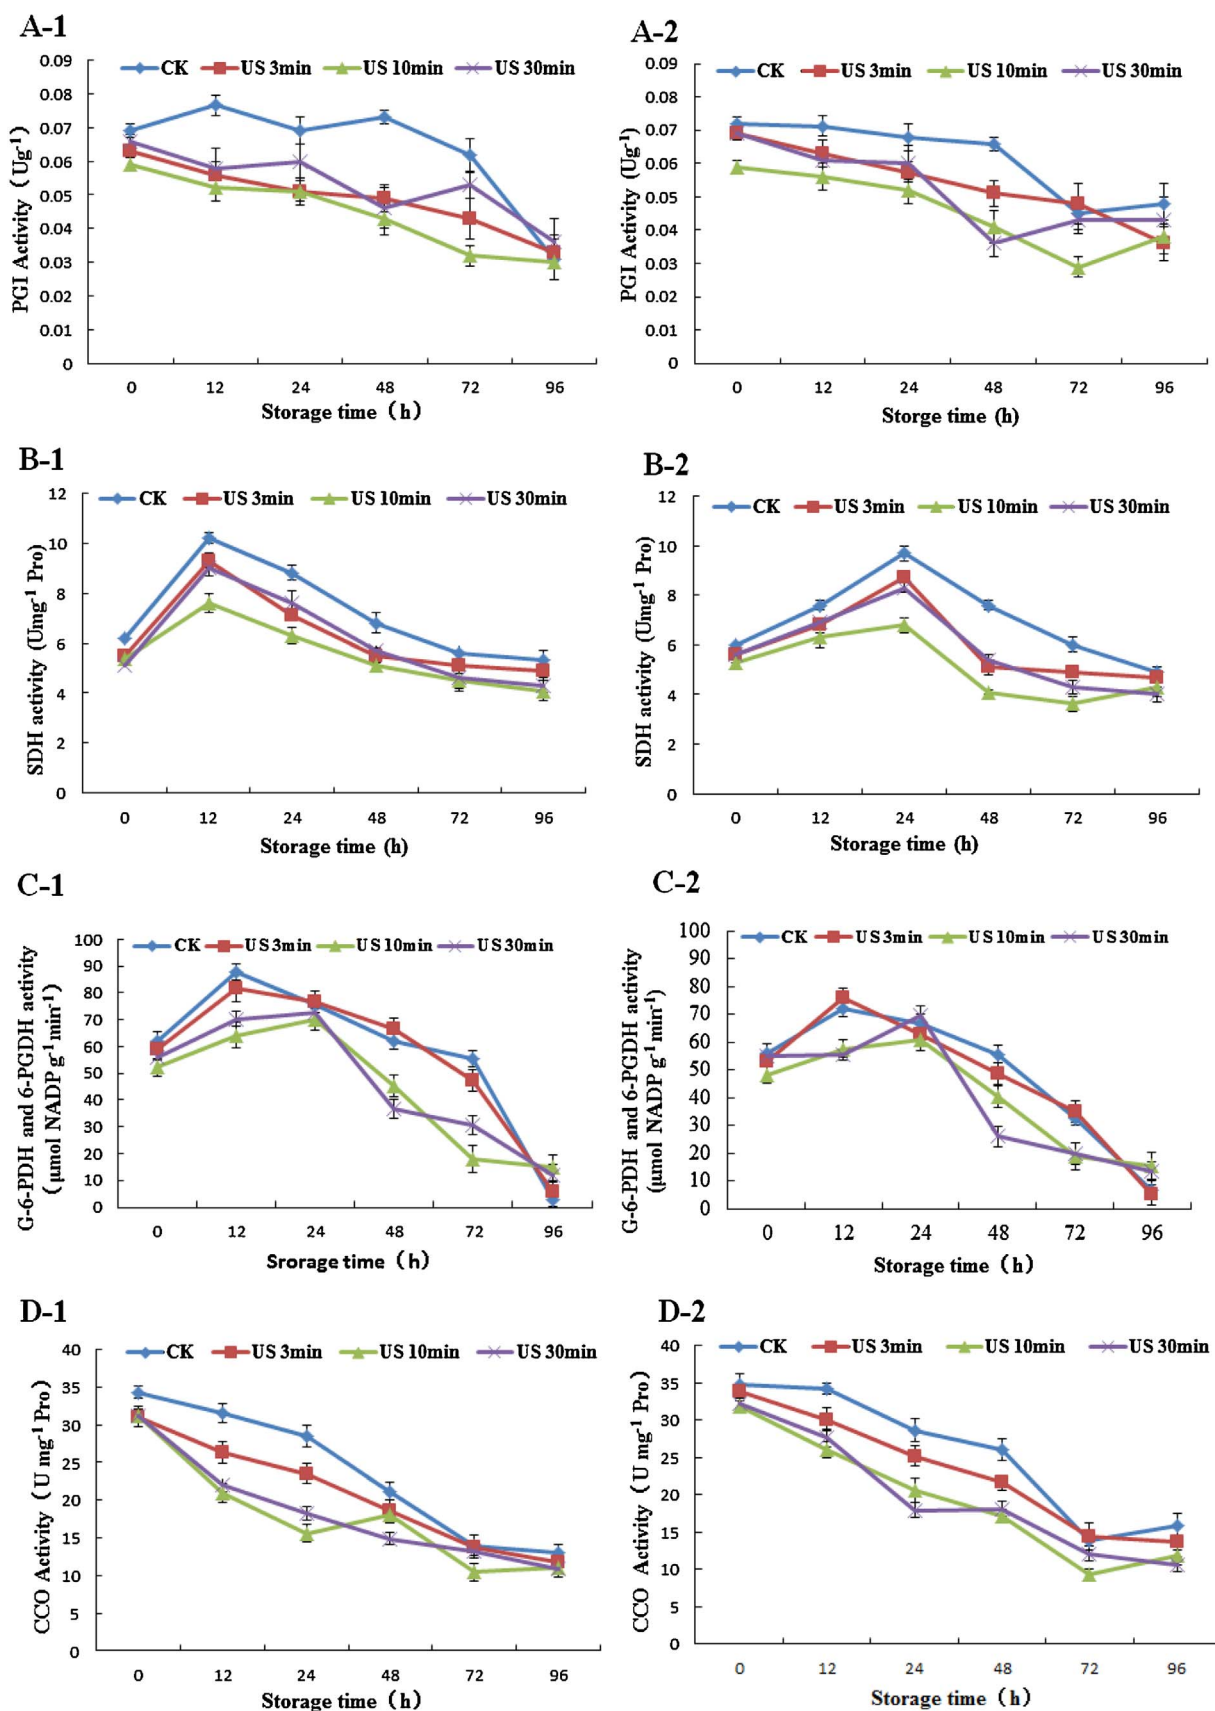 A-1
CK US 3min US 10min US 30min
0.09
0.08
0.07
0.06
0.05
0.04
0.03
0.02
0.01
0
PGI Activity (Ug-1)
0 12 24 48 72 96
Storage time (h)
A-2
CK US 3min US 10min US 30min
0.09
0.08
0.07
0.06
0.05
0.04
0.03
0.02
0.01
0
PGI Activity (Ug-1)
0 12 24 48 72 96
Storge time (h)
B-1
CK US 3min US 10min US 30min
12
10
8
6
4
2
0
SDH activity (Umg-1 Pro)
0 12 24 48 72 96
Storage time (h)
B-2
CK US 3min US 10min US 30min
12
10
8
6
4
2
0
SDH activity (Umg-1 Pro)
0 12 24 48 72 96
Storage time (h)
C-1
CK US 3min US 10min US 30min
100
90
80
70
60
50
40
30
20
10
0
G-6-PDH and 6-PGDH activity
(μmol NADP g-1 min-1)
0 12 24 48 72 96
Srorage time (h)
C-2
CK US 3min US 10min US 30min
100
90
80
70
60
50
40
30
20
10
0
G-6-PDH and 6-PGDH activity
(μmol NADP g-1 min-1)
0 12 24 48 72 96
Storage time (h)
D-1
CK US 3min US 10min US 30min
40
35
30
25
20
15
10
5
0
CCO Activity (U mg-1 Pro)
0 12 24 48 72 96
Storage time (h)
D-2
CK US 3min US 10min US 30min
40
35
30
25
20
15
10
5
0
CCO Activity (U mg-1 Pro)
0 12 24 48 72 96
Storage time (h)